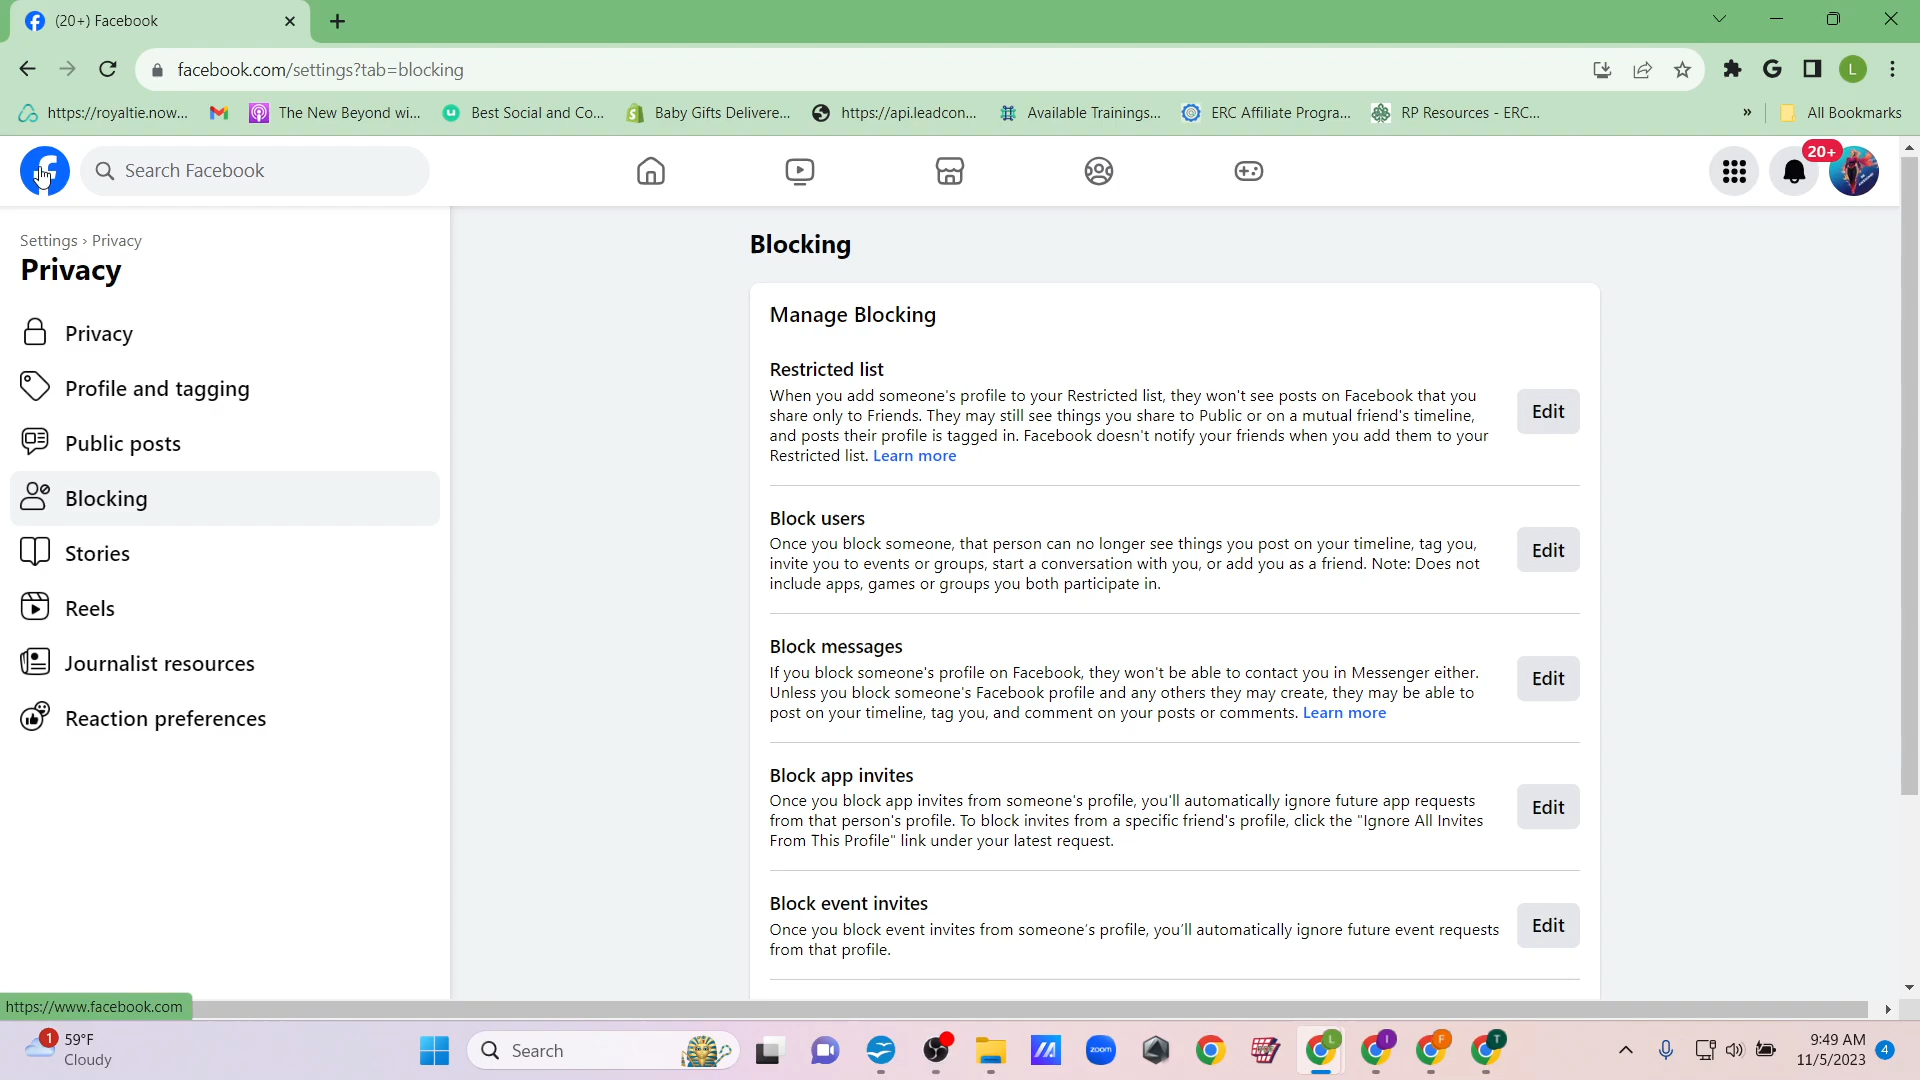 (20+) Facebook
facebook.com/settings?tab=blocking
L
https://royaltie.now...
The New Beyond wi...
Best Social and Co...
Baby Gifts Delivere...
https://api.leadcon...
Available Trainings...
ERC Affiliate Progra...
RP Resources - ERC...
»
All Bookmarks
Search Facebook
20+
Settings › Privacy
Privacy
Privacy
Profile and tagging
Public posts
Blocking
Stories
Reels
Journalist resources
Reaction preferences
Blocking
Manage Blocking
Restricted list
When you add someone's profile to your Restricted list, they won't see posts on Facebook that you
share only to Friends. They may still see things you share to Public or on a mutual friend's timeline,
and posts their profile is tagged in. Facebook doesn't notify your friends when you add them to your
Restricted list. Learn more
Edit
Block users
Once you block someone, that person can no longer see things you post on your timeline, tag you,
invite you to events or groups, start a conversation with you, or add you as a friend. Note: Does not
include apps, games or groups you both participate in.
Edit
Block messages
If you block someone's profile on Facebook, they won't be able to contact you in Messenger either.
Unless you block someone's Facebook profile and any others they may create, they may be able to
post on your timeline, tag you, and comment on your posts or comments. Learn more
Edit
Block app invites
Once you block app invites from someone's profile, you'll automatically ignore future app requests
from that person's profile. To block invites from a specific friend's profile, click the "Ignore All Invites
From This Profile" link under your latest request.
Edit
Block event invites
Once you block event invites from someone's profile, you'll automatically ignore future event requests
from that profile.
Edit
https://www.facebook.com
1
59°F
Cloudy
Search
zoom
L
I
F
T
9:49 AM
11/5/2023
4